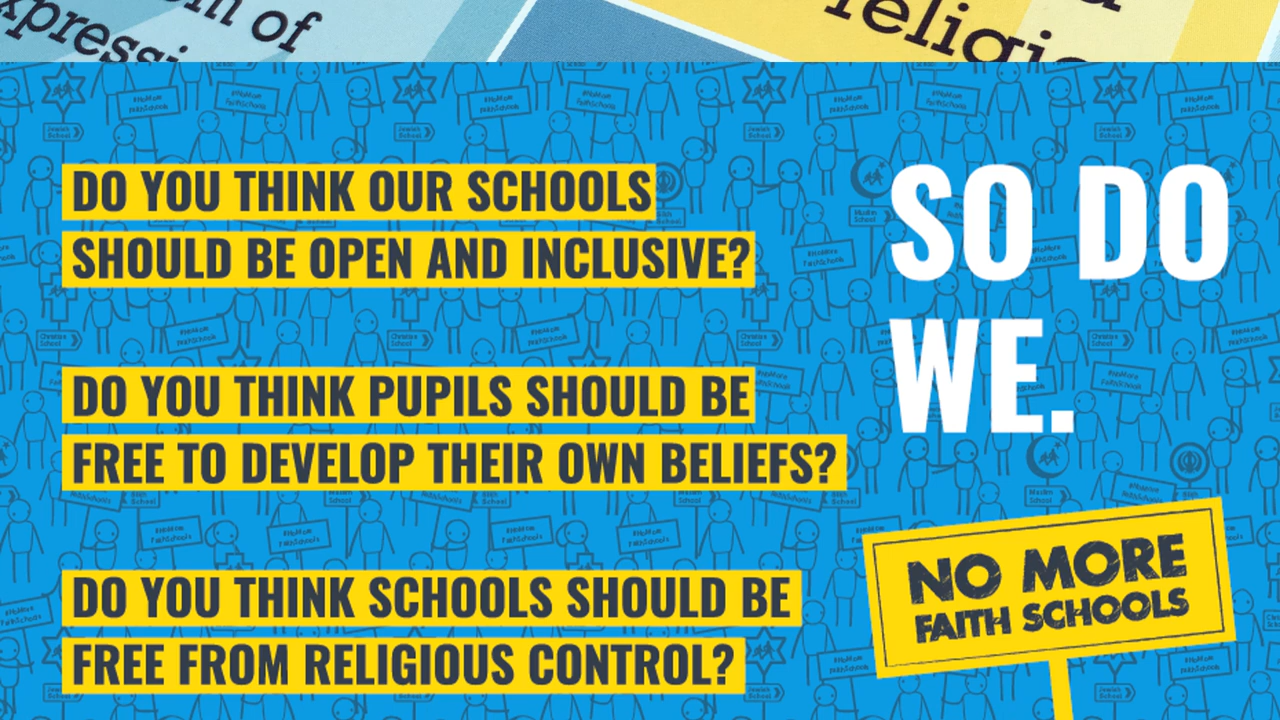 of
DO YOU THINK OUR SCHOOLS
SHOULD BE OPEN AND INCLUSIVE?
DO YOU THINK PUPILS SHOULD BE
FREE TO DEVELOP THEIR OWN BELIEFS?
DO YOU THINK SCHOOLS SHOULD BE
FREE FROM RELIGIOUS CONTROL?
SO DO
WE.
NO MORE
FAITH SCHOOLS